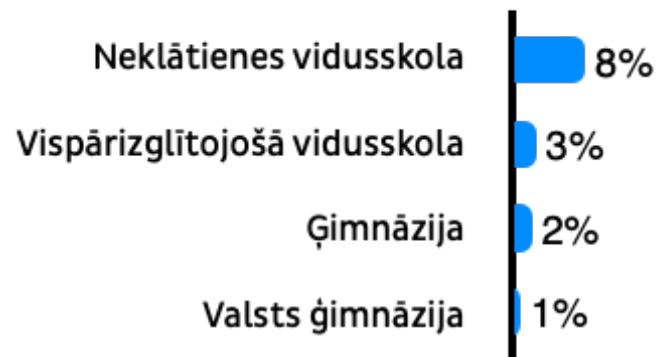 Neklātienes vidusskola 8%
Vispārizglītojošā vidusskola 3%
Ģimnāzija 2%
Valsts ģimnāzija 1%